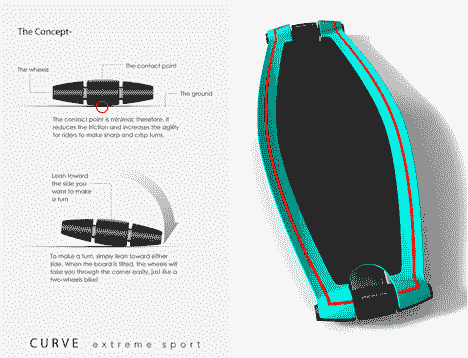 The Concept-
The contact point
The wheels
The ground
The contact point is minimal; therefore, it
reduces the friction and increases the agility
for riders to make sharp and crisp turns.
Lean toward
the side you
want to make
a turn
To make a turn, simply lean toward either
side. When the board is tilted, the wheels will
take you through the corner easily, just like a
two wheels bike!
CURVE extreme sport